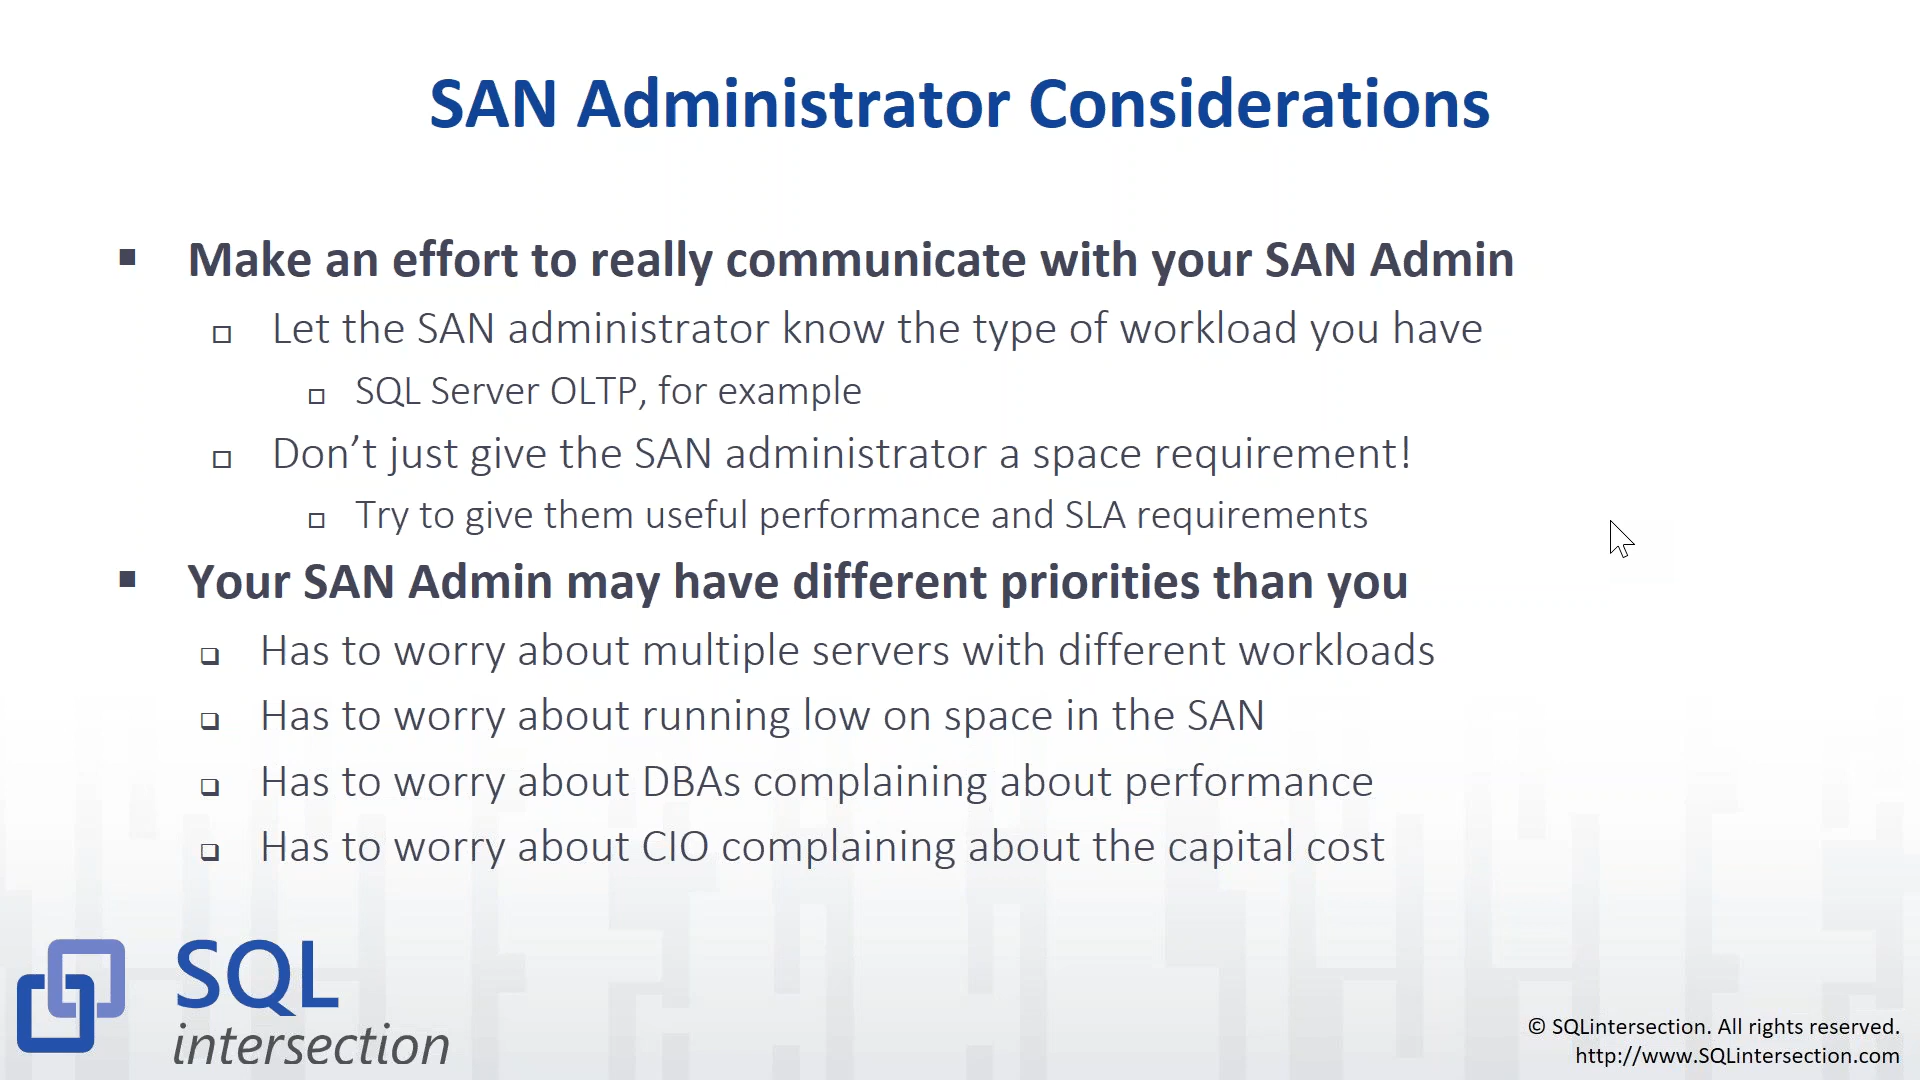 SAN Administrator Considerations
Make an effort to really communicate with your SAN Admin
Let the SAN administrator know the type of workload you have
SQL Server OLTP, for example
Don’t just give the SAN administrator a space requirement!
Try to give them useful performance and SLA requirements
Your SAN Admin may have different priorities than you
Has to worry about multiple servers with different workloads
Has to worry about running low on space in the SAN
Has to worry about DBAs complaining about performance
Has to worry about CIO complaining about the capital cost
SQL
intersection
© SQLintersection. All rights reserved.
http://www.SQLintersection.com